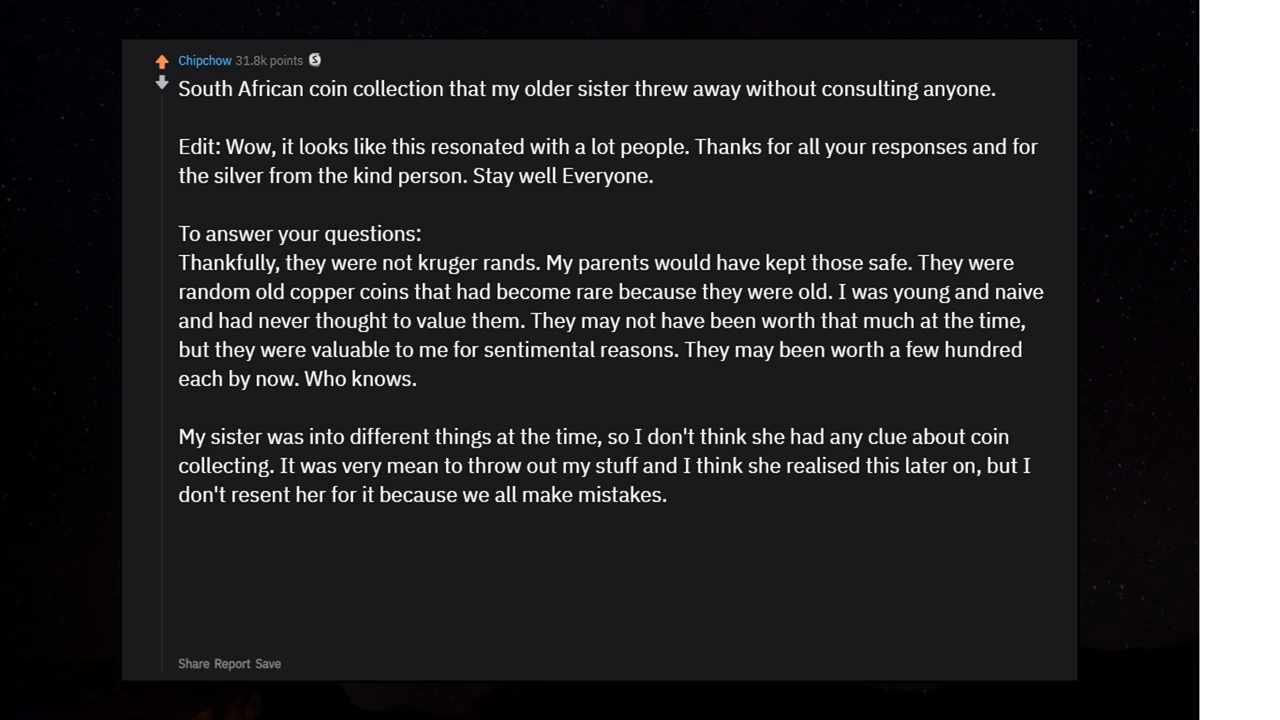 Chipchow 31.8k points
South African coin collection that my older sister threw away without consulting anyone.
Edit: Wow, it looks like this resonated with a lot people. Thanks for all your responses and for
the silver from the kind person. Stay well Everyone.
To answer your questions:
Thankfully, they were not kruger rands. My parents would have kept those safe. They were
random old copper coins that had become rare because they were old. I was young and naive
and had never thought to value them. They may not have been worth that much at the time,
but they were valuable to me for sentimental reasons. They may been worth a few hundred
each by now. Who knows.
My sister was into different things at the time, so I don't think she had any clue about coin
collecting. It was very mean to throw out my stuff and I think she realised this later on, but I
don't resent her for it because we all make mistakes.
Share Report Save